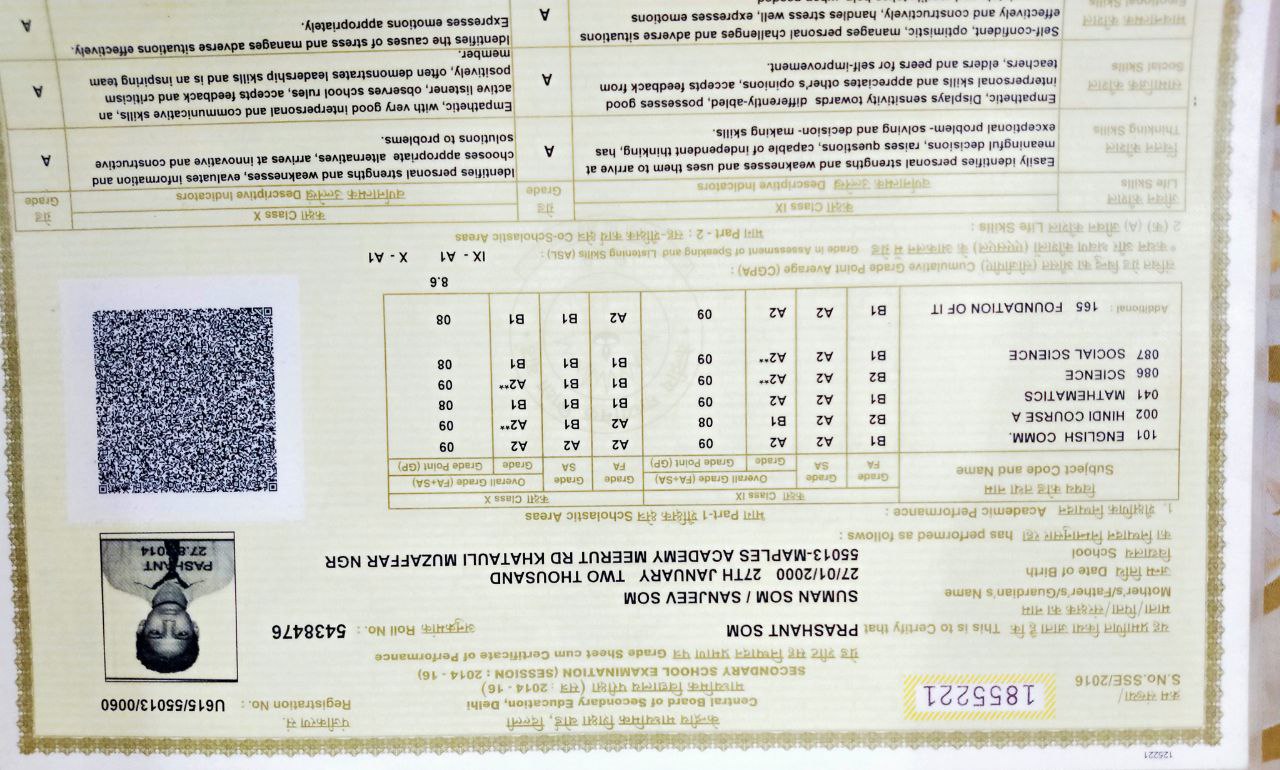 125221
क्रम संख्या/
S.No.SSE/2016
1855221
केन्द्रीय माध्यमिक शिक्षा बोर्ड, दिल्ली
Central Board of Secondary Education, Delhi
माध्यमिक विद्यालय परीक्षा (सत्र : 2014 - 16)
SECONDARY SCHOOL EXAMINATION (SESSION : 2014 - 16)
ग्रेड शीट सह निष्पादन प्रमाण पत्र Grade Sheet cum Certificate of Performance
पंजीकरण सं.
Registration No. : U615/55013/0060
यह प्रमाणित किया जाता है कि This is to Certify that PRASHANT SOM
अनुक्रमांक Roll No. : 5438476
माता/पिता/संरक्षक का नाम
Mother's/Father's/Guardian's Name SUMAN SOM / SANJEEV SOM
जन्म तिथि Date of Birth 27/01/2000 27TH JANUARY TWO THOUSAND
विद्यालय School 55013-MAPLES ACADEMY MEERUT RD KHATAULI MUZAFFAR NGR
का निष्पादन निम्नानुसार रहा has performed as follows :
PASHANT
27.8.2014
भाग Part-1 शैक्षिक क्षेत्र Scholastic Areas
1. शैक्षणिक निष्पादन Academic Performance :
विषय कोड तथा नाम
Subject Code and Name
कक्षा Class IX कक्षा Class X
FA Grade SA Grade Overall Grade (FA+SA) Grade Grade Point (GP) FA Grade SA Grade Overall Grade (FA+SA) Grade Grade Point (GP)
101 ENGLISH COMM. B1 A2 A2 09 A2 A2 A2 09
002 HINDI COURSE A B2 A2 B1 08 B1 B1 A2** 09
041 MATHEMATICS B1 A2 A2 09 B1 B1 B1 08
086 SCIENCE B2 A2 A2** 09 B1 B1 A2** 09
087 SOCIAL SCIENCE B1 A2 A2** 09 B1 B1 B1 08
Additional : 165 FOUNDATION OF IT B1 A2 A2 09 A2 B1 B1 08
संचित ग्रेड बिन्दु का औसत (सीजीपीए) Cumulative Grade Point Average (CGPA) : 8.6
* कथन और श्रवण कौशलों (एएसएल) के आकलन में ग्रेड Grade in Assessment of Speaking and Listening Skills (ASL) : IX - A1 X - A1
भाग Part - 2 : सह-शैक्षिक कार्य क्षेत्र Co-Scholastic Areas
2 (क) (A) जीवन कौशल Life Skills :
जीवन कौशल
Life Skills
कक्षा Class IX
वर्णनात्मक उल्लेख Descriptive Indicators
ग्रेड
Grade
कक्षा Class X
वर्णनात्मक उल्लेख Descriptive Indicators
ग्रेड
Grade
चिंतन कौशल
Thinking Skills
Easily identifies personal strengths and weaknesses and uses them to arrive at
meaningful decisions, raises questions, capable of independent thinking, has
exceptional problem- solving and decision- making skills.
A
Identifies personal strengths and weaknesses, evaluates information and
chooses appropriate alternatives, arrives at innovative and constructive
solutions to problems.
A
सामाजिक कौशल
Social Skills
Empathetic, Displays sensitivity towards differently-abled, possesses good
interpersonal skills and appreciates other's opinions, accepts feedback from
teachers, elders and peers for self-improvement.
A
Empathetic, with very good interpersonal and communicative skills, an
active listener, observes school rules, accepts feedback and criticism
positively, often demonstrates leadership skills and is an inspiring team
member.
A
भावनात्मक कौशल
Emotional Skills
Self-confident, optimistic, manages personal challenges and adverse situations
effectively and constructively, handles stress well, expresses emotions
A
Identifies the causes of stress and manages adverse situations effectively.
Expresses emotions appropriately.
A